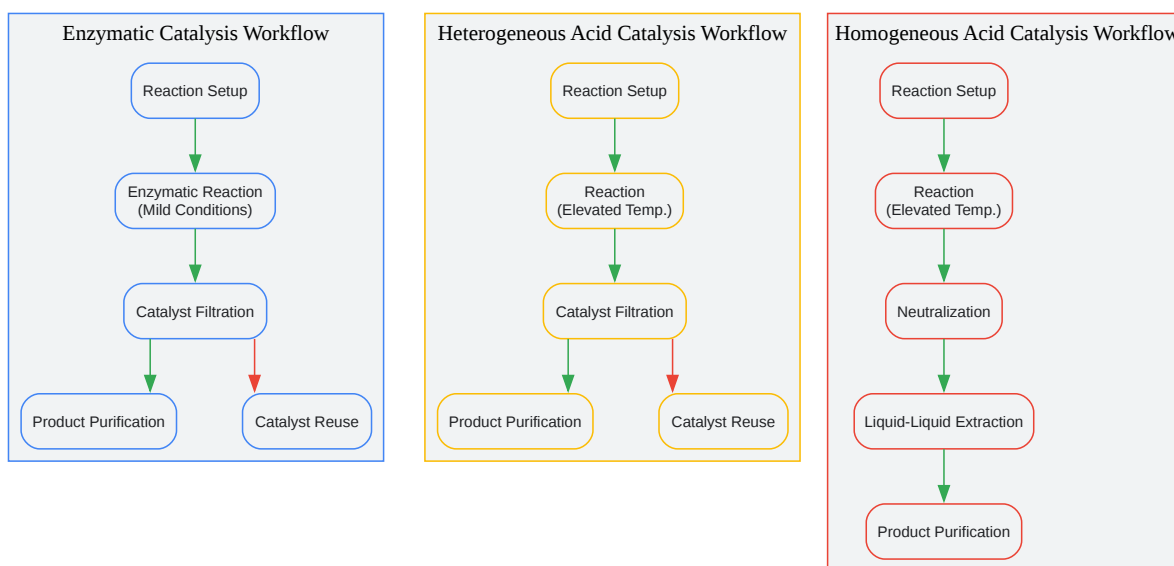 Enzymatic Catalysis Workflow
Reaction Setup
Enzymatic Reaction
(Mild Conditions)
Catalyst Filtration
Product Purification
Catalyst Reuse
Heterogeneous Acid Catalysis Workflow
Reaction Setup
Reaction
(Elevated Temp.)
Catalyst Filtration
Product Purification
Catalyst Reuse
Homogeneous Acid Catalysis Workflow
Reaction Setup
Reaction
(Elevated Temp.)
Neutralization
Liquid-Liquid Extraction
Product Purification